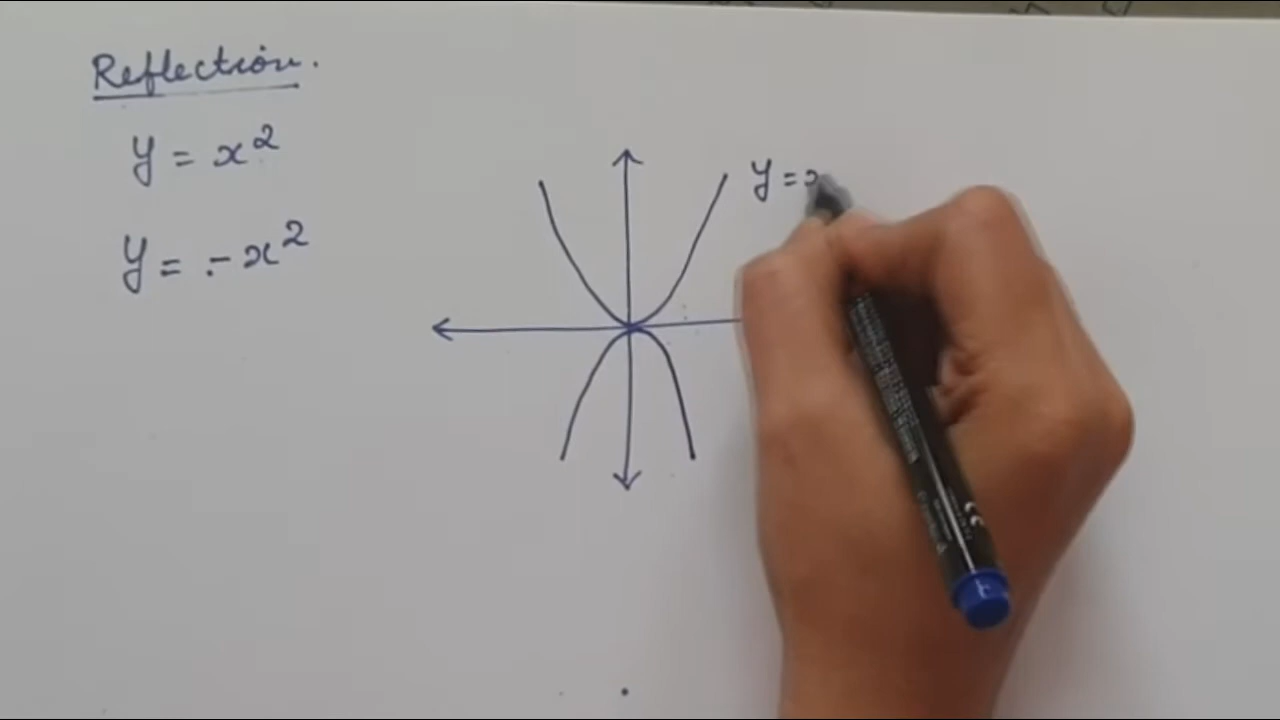 Reflection.
y = x²
y = -x²
y = x